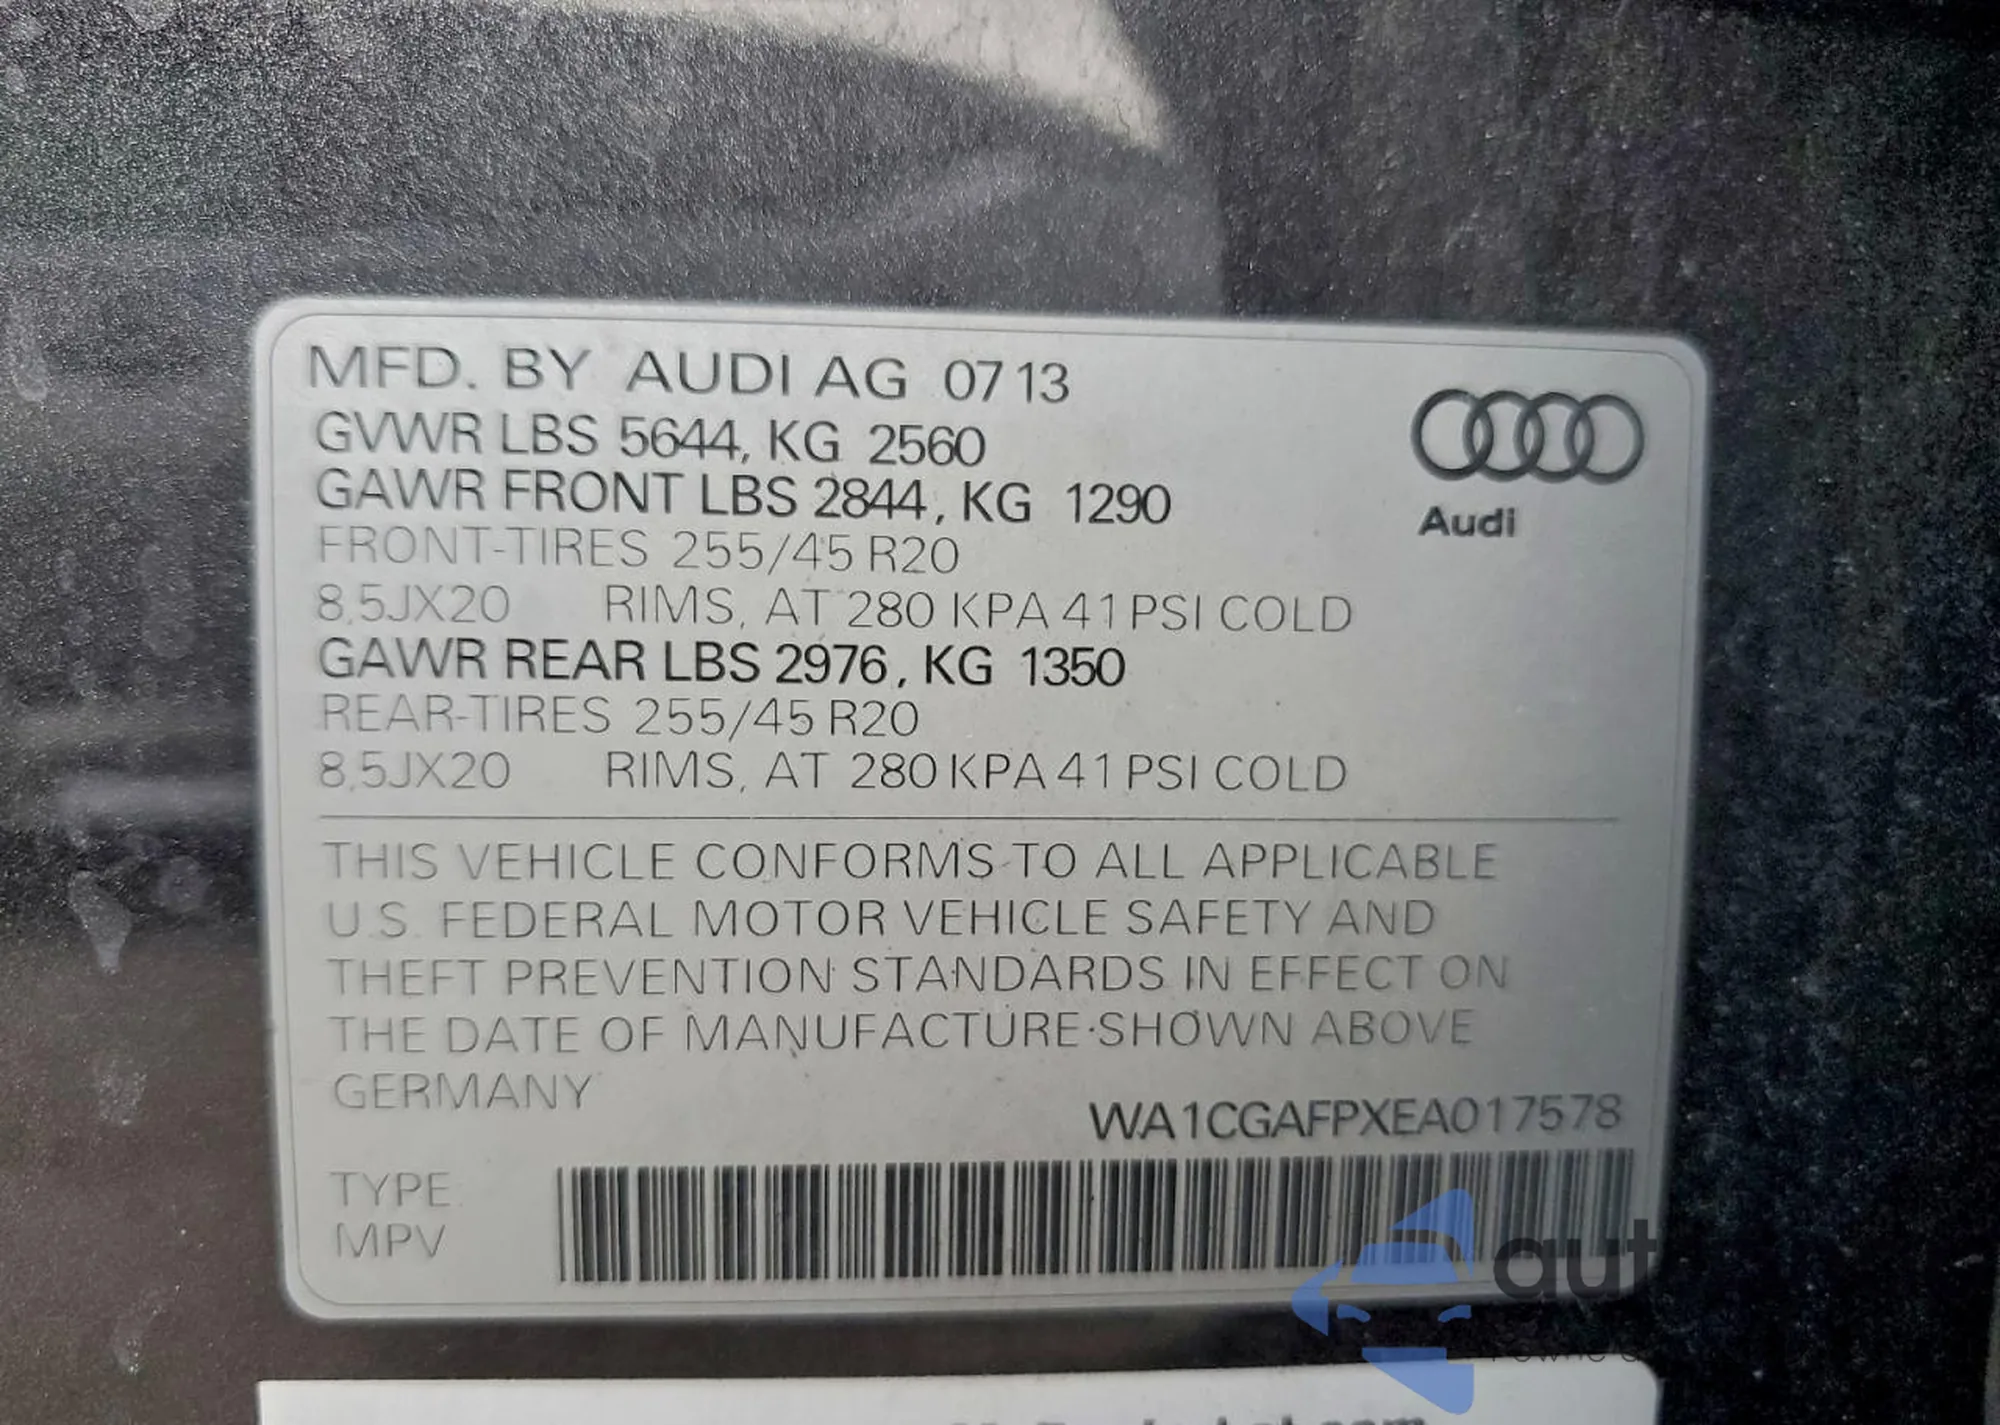 MFD. BY AUDI AG 07 13
GVWR LBS 5644, KG 2560
GAWR FRONT LBS 2844, KG 1290
FRONT-TIRES 255/45 R20
8,5JX20 RIMS, AT 280 KPA 41 PSI COLD
GAWR REAR LBS 2976, KG 1350
REAR-TIRES 255/45 R20
8,5JX20 RIMS, AT 280 KPA 41 PSI COLD
Audi
THIS VEHICLE CONFORMS TO ALL APPLICABLE
U.S. FEDERAL MOTOR VEHICLE SAFETY AND
THEFT PREVENTION STANDARDS IN EFFECT ON
THE DATE OF MANUFACTURE SHOWN ABOVE
GERMANY
WA1CGAFPXEA017578
TYPE
MPV